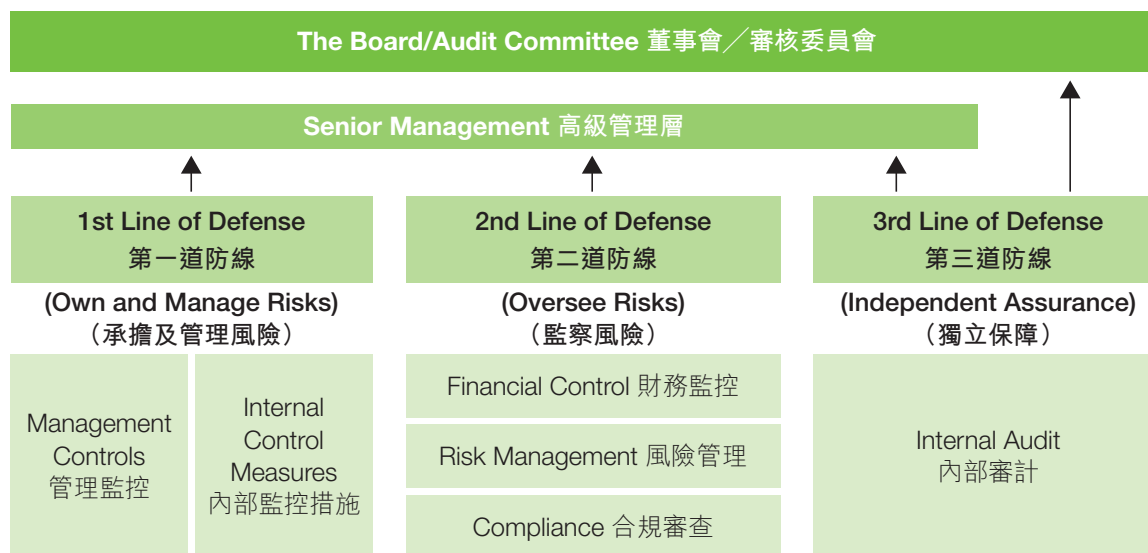 The Board/Audit Committee 董事會╱審核委員會
Senior Management 高級管理層
1st Line of Defense
第一道防線
(Own and Manage Risks)
（承擔及管理風險）
Management
Controls
管理監控
Internal
Control
Measures
內部監控措施
2nd Line of Defense
第二道防線
(Oversee Risks)
（監察風險）
Financial Control 財務監控
Risk Management 風險管理
Compliance 合規審查
3rd Line of Defense
第三道防線
(Independent Assurance)
（獨立保障）
Internal Audit
內部審計